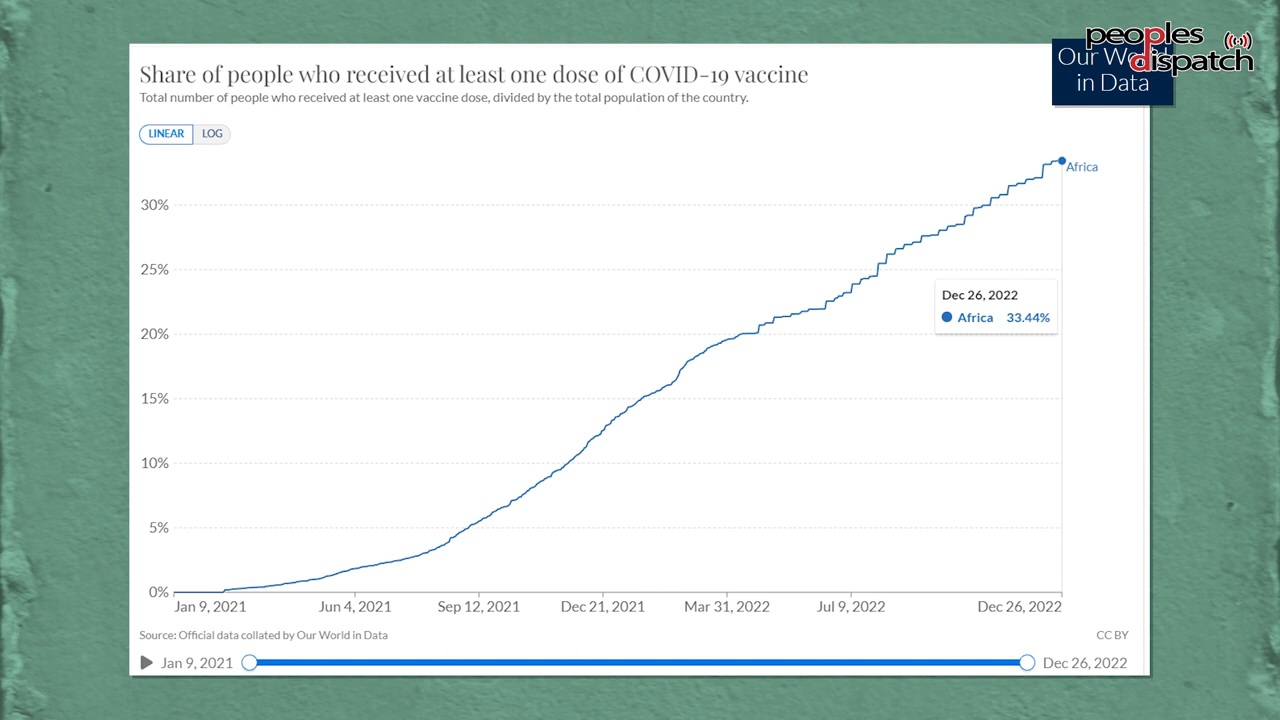 peoples
dispatch
Our World
in Data
Share of people who received at least one dose of COVID-19 vaccine
Total number of people who received at least one vaccine dose, divided by the total population of the country.
LINEAR LOG
Africa
30%
25%
Dec 26, 2022
Africa 33.44%
20%
15%
10%
5%
0%
Jan 9, 2021 Jun 4, 2021 Sep 12, 2021 Dec 21, 2021 Mar 31, 2022 Jul 9, 2022 Dec 26, 2022
Source: Official data collated by Our World in Data CC BY
Jan 9, 2021 Dec 26, 2022